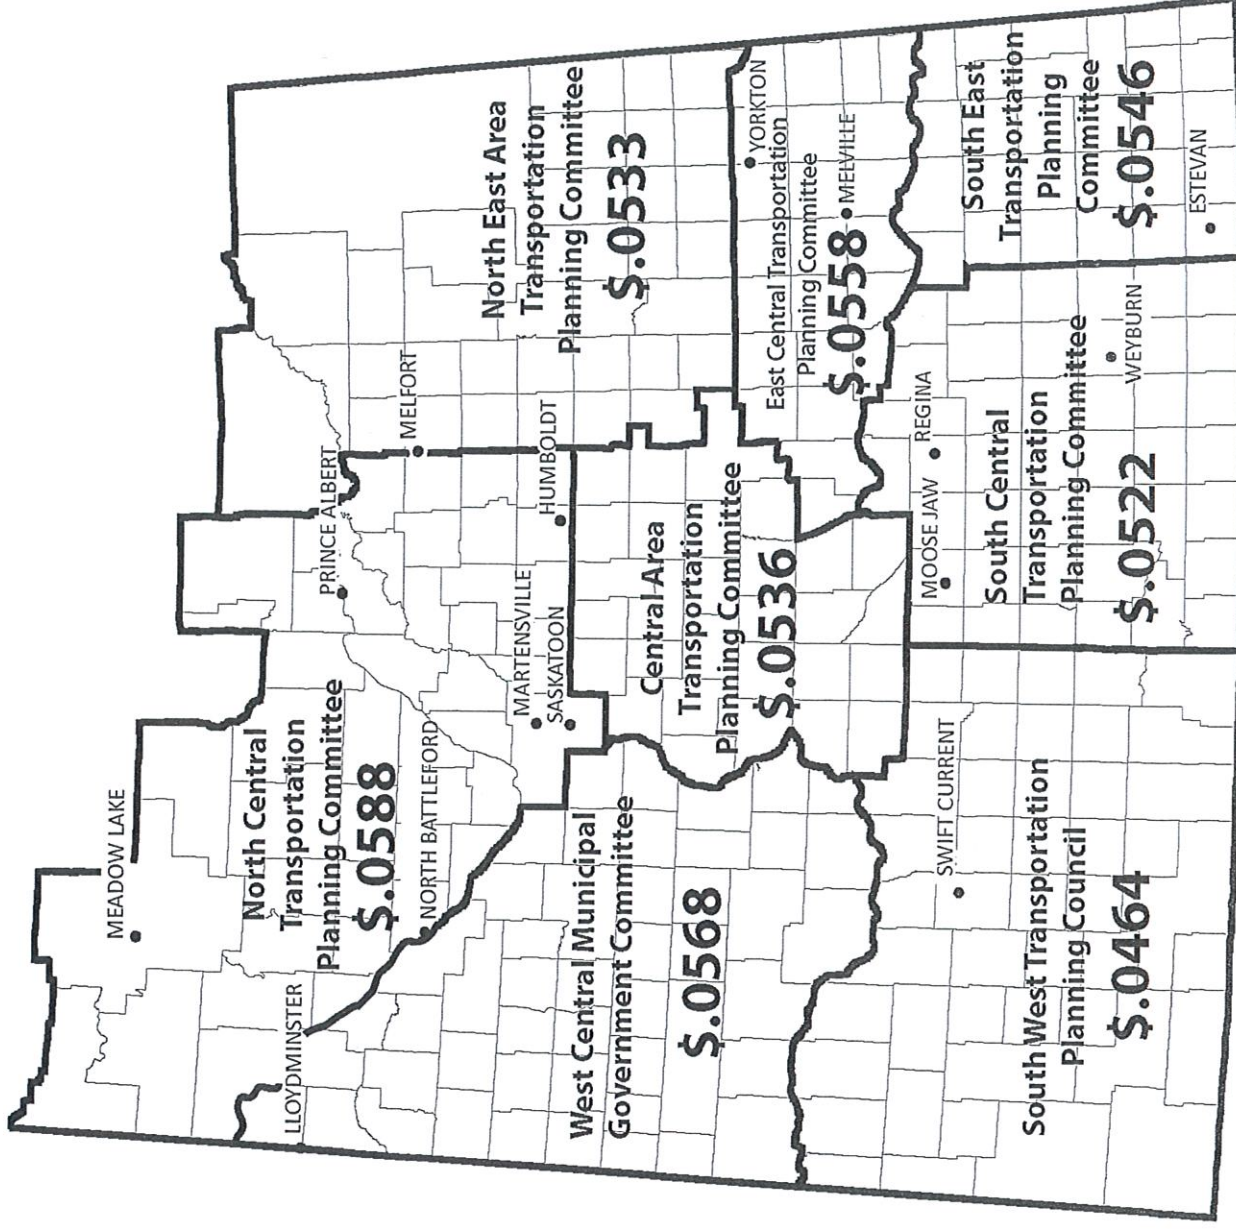 MEADOW LAKE
LLOYDMINSTER
North Central
Transportation
Planning Committee
$.0588
NORTH BATTLEFORD
PRINCE ALBERT
MELFORT
MARTENSVILLE
SASKATOON
HUMBOLDT
North East Area
Transportation
Planning Committee
$.0533
West Central Municipal
Government Committee
$.0568
Central Area
Transportation
Planning Committee
$.0536
YORKTON
East Central Transportation
Planning Committee
$.0558
MELVILLE
SWIFT CURRENT
South West Transportation
Planning Council
$.0464
MOOSE JAW
REGINA
South Central
Transportation
Planning Committee
$.0522
WEYBURN
South East
Transportation
Planning
Committee
$.0546
ESTEVAN